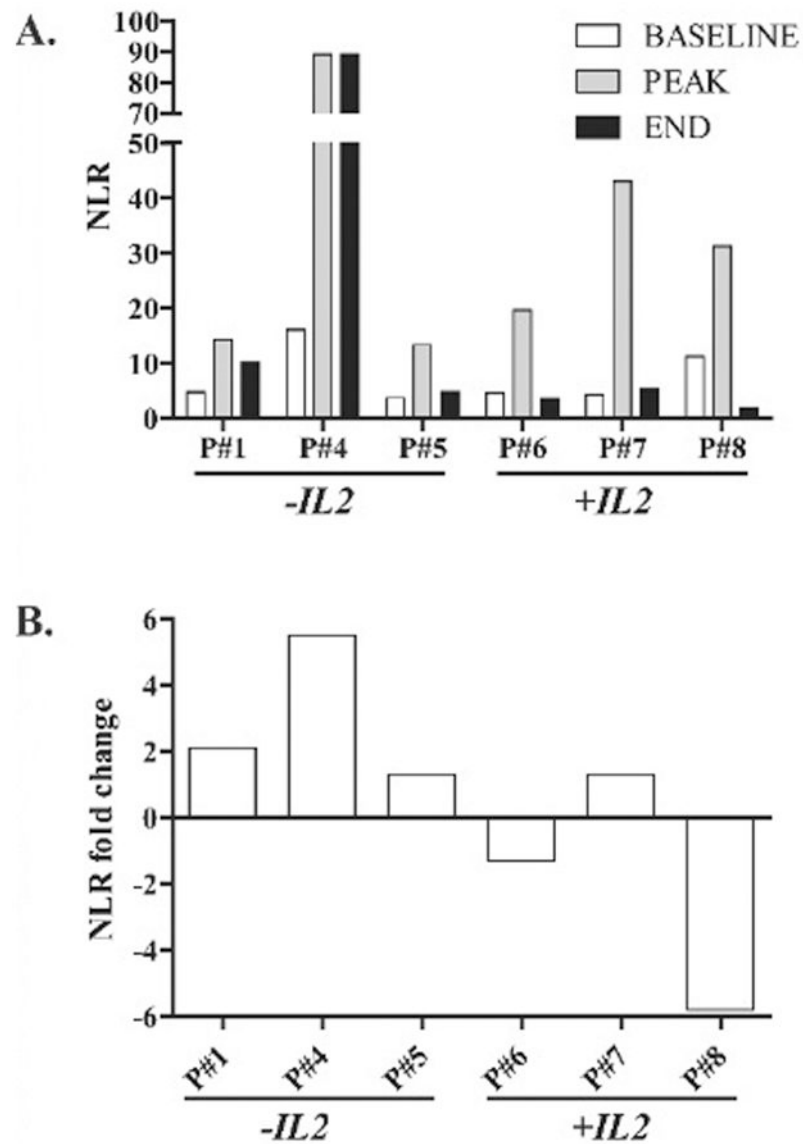 A.
BASELINE
PEAK
END
NLR
100
90
80
70
50
40
30
20
10
0
P#1 P#4 P#5 P#6 P#7 P#8
-IL2 +IL2
B.
NLR fold change
6
4
2
0
-2
-4
-6
P#1 P#4 P#5 P#6 P#7 P#8
-IL2 +IL2